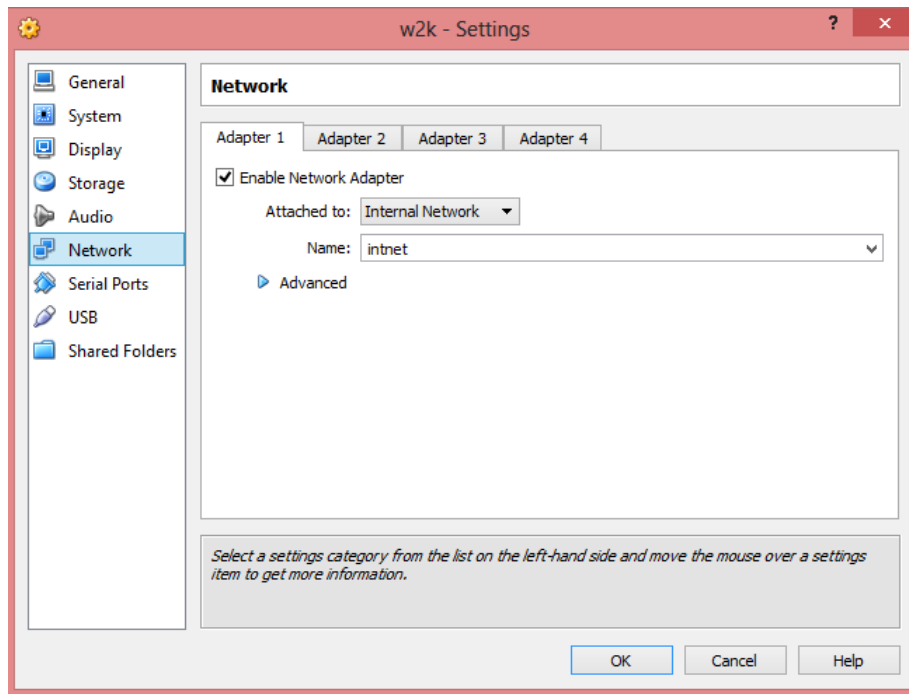 w2k - Settings
?
×
General
System
Display
Storage
Audio
Network
Serial Ports
USB
Shared Folders
Network
Adapter 1
Adapter 2
Adapter 3
Adapter 4
Enable Network Adapter
Attached to: Internal Network
Name: intnet
Advanced
Select a settings category from the list on the left-hand side and move the mouse over a settings
item to get more information.
OK
Cancel
Help